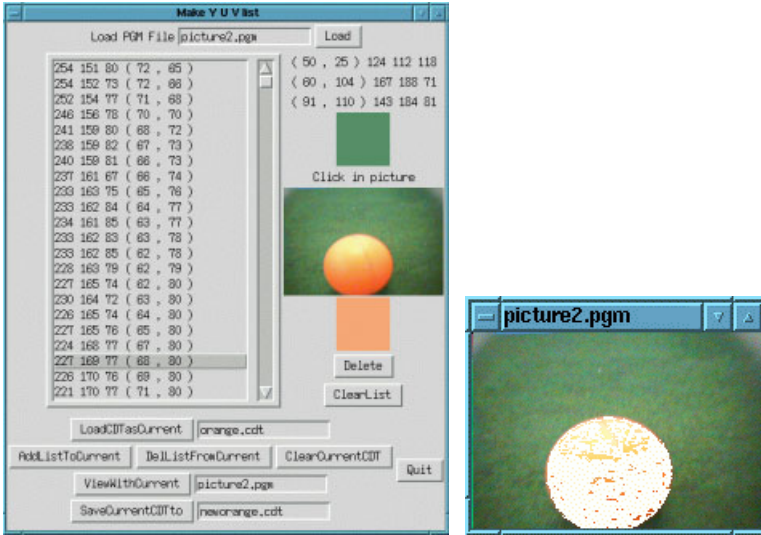 Make Y U V list
Load PGM File picture2.pgm Load
254 151 80 ( 72 , 65 )
254 152 73 ( 72 , 66 )
252 154 77 ( 71 , 68 )
246 156 78 ( 70 , 70 )
241 159 80 ( 68 , 72 )
238 159 82 ( 67 , 73 )
240 159 81 ( 66 , 73 )
237 161 67 ( 66 , 74 )
233 163 75 ( 65 , 76 )
233 162 84 ( 64 , 77 )
234 161 85 ( 63 , 77 )
233 162 83 ( 63 , 78 )
233 162 85 ( 62 , 78 )
228 163 79 ( 62 , 79 )
227 165 74 ( 62 , 80 )
230 164 72 ( 63 , 80 )
226 165 74 ( 64 , 80 )
227 165 76 ( 65 , 80 )
224 168 77 ( 67 , 80 )
227 169 77 ( 68 , 80 )
226 170 76 ( 69 , 80 )
221 170 77 ( 71 , 80 )
( 50 , 25 ) 124 112 118
( 60 , 104 ) 167 188 71
( 91 , 110 ) 143 184 81
Click in picture
Delete
ClearList
LoadCDTasCurrent orange.cdt
AddListToCurrent DelListFromCurrent ClearCurrentCDT
Quit
ViewWithCurrent picture2.pgm
SaveCurrentCDTto neworange.cdt
picture2.pgm